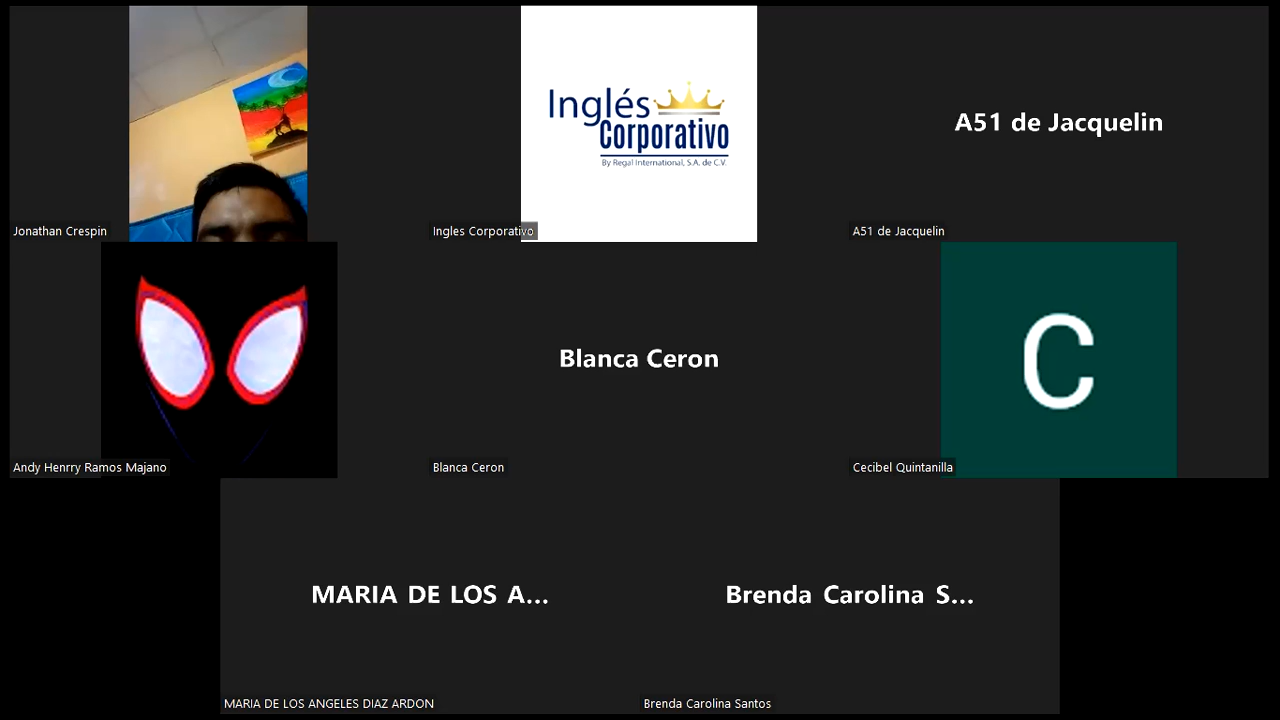 Inglés
Corporativo
By Regal International, S.A. de C.V.
A51 de Jacquelin
Jonathan Crespin
Ingles Corporativo
A51 de Jacquelin
Blanca Ceron
C
Andy Henrry Ramos Majano
Blanca Ceron
Cecibel Quintanilla
MARIA DE LOS A...
Brenda Carolina S...
MARIA DE LOS ANGELES DIAZ ARDON
Brenda Carolina Santos